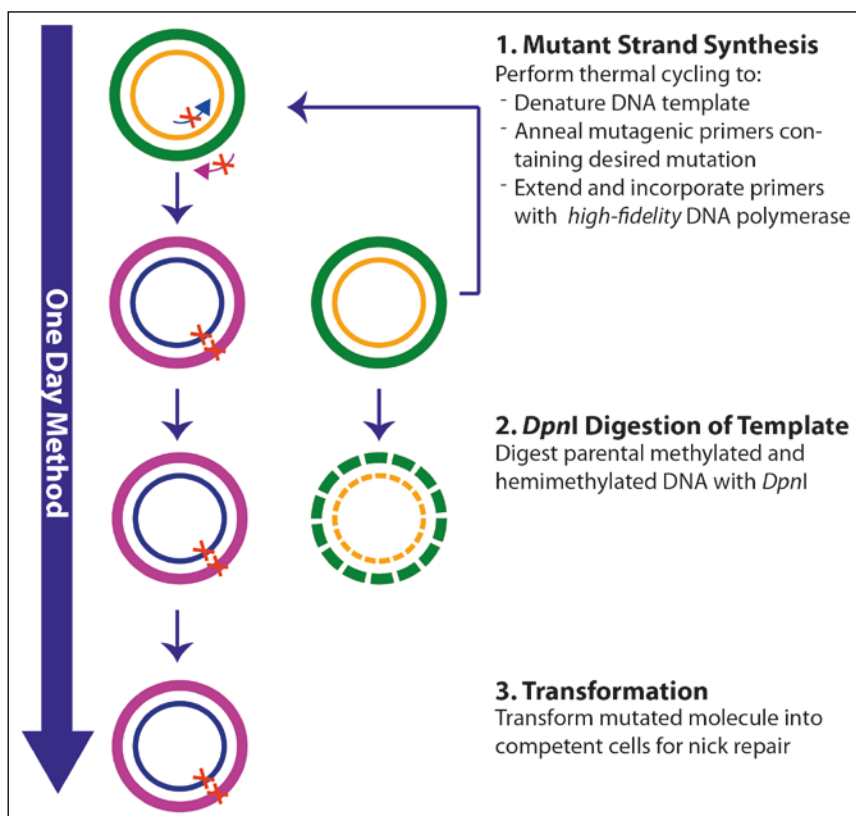 One Day Method
1. Mutant Strand Synthesis
Perform thermal cycling to:
- Denature DNA template
- Anneal mutagenic primers con-
taining desired mutation
- Extend and incorporate primers
with high-fidelity DNA polymerase
2. DpnI Digestion of Template
Digest parental methylated and
hemimethylated DNA with DpnI
3. Transformation
Transform mutated molecule into
competent cells for nick repair